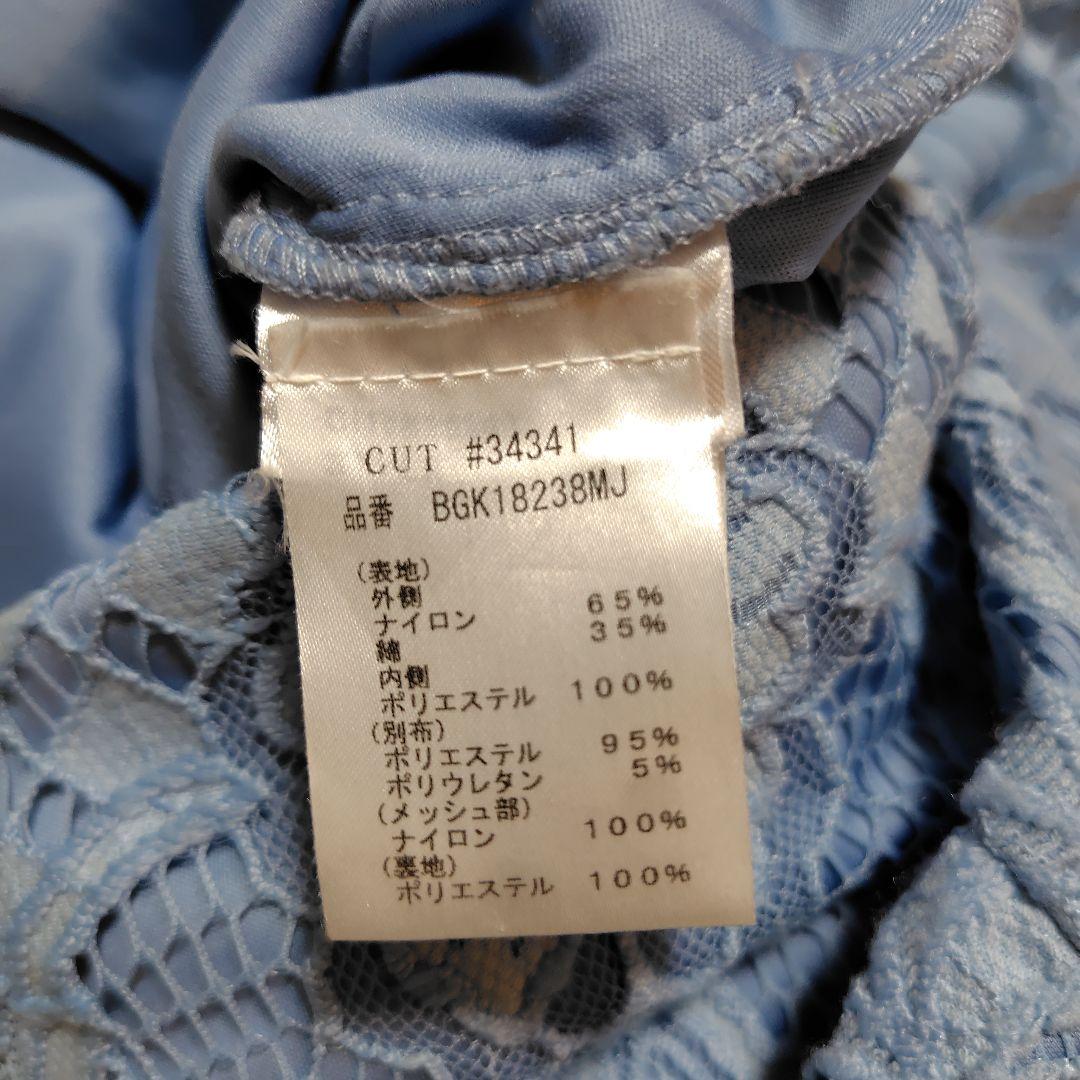 CUT #34341
品番 BGK18238MJ
(表地)
外側
ナイロン 65%
綿 35%
内側
ポリエステル 100%
(別布)
ポリエステル 95%
ポリウレタン 5%
(メッシュ部)
ナイロン 100%
(裏地)
ポリエステル 100%